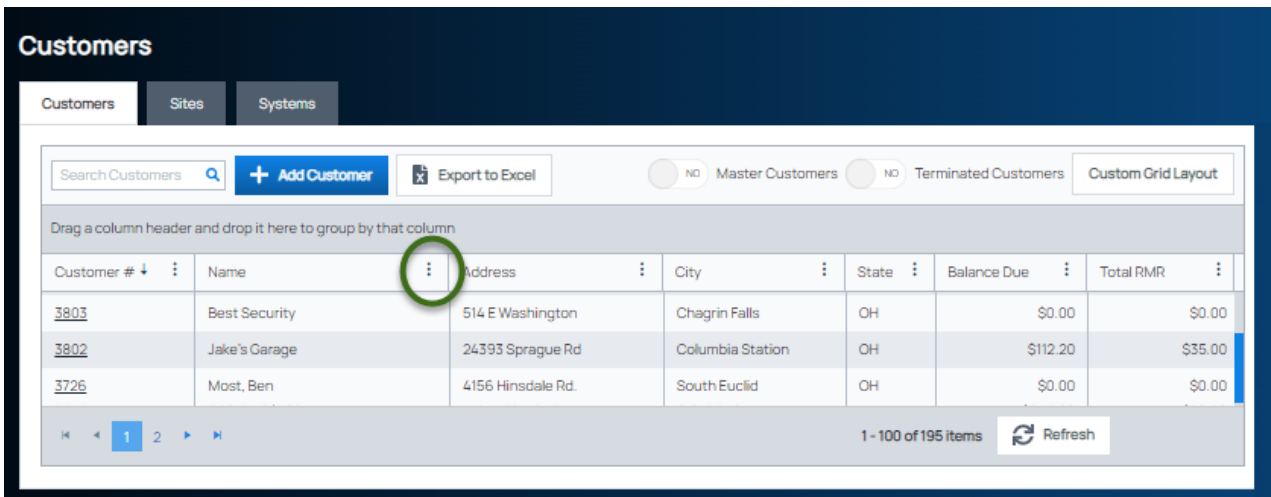 Customers
Customers Sites Systems
Search Customers Add Customer Export to Excel NO Master Customers NO Terminated Customers Custom Grid Layout
Drag a column header and drop it here to group by that column
Customer # Name Address City State Balance Due Total RMR
3803 Best Security 514 E Washington Chagrin Falls OH $0.00 $0.00
3802 Jake's Garage 24393 Sprague Rd Columbia Station OH $112.20 $35.00
3726 Most, Ben 4156 Hinsdale Rd. South Euclid OH $0.00 $0.00
1 2 1 - 100 of 195 items Refresh